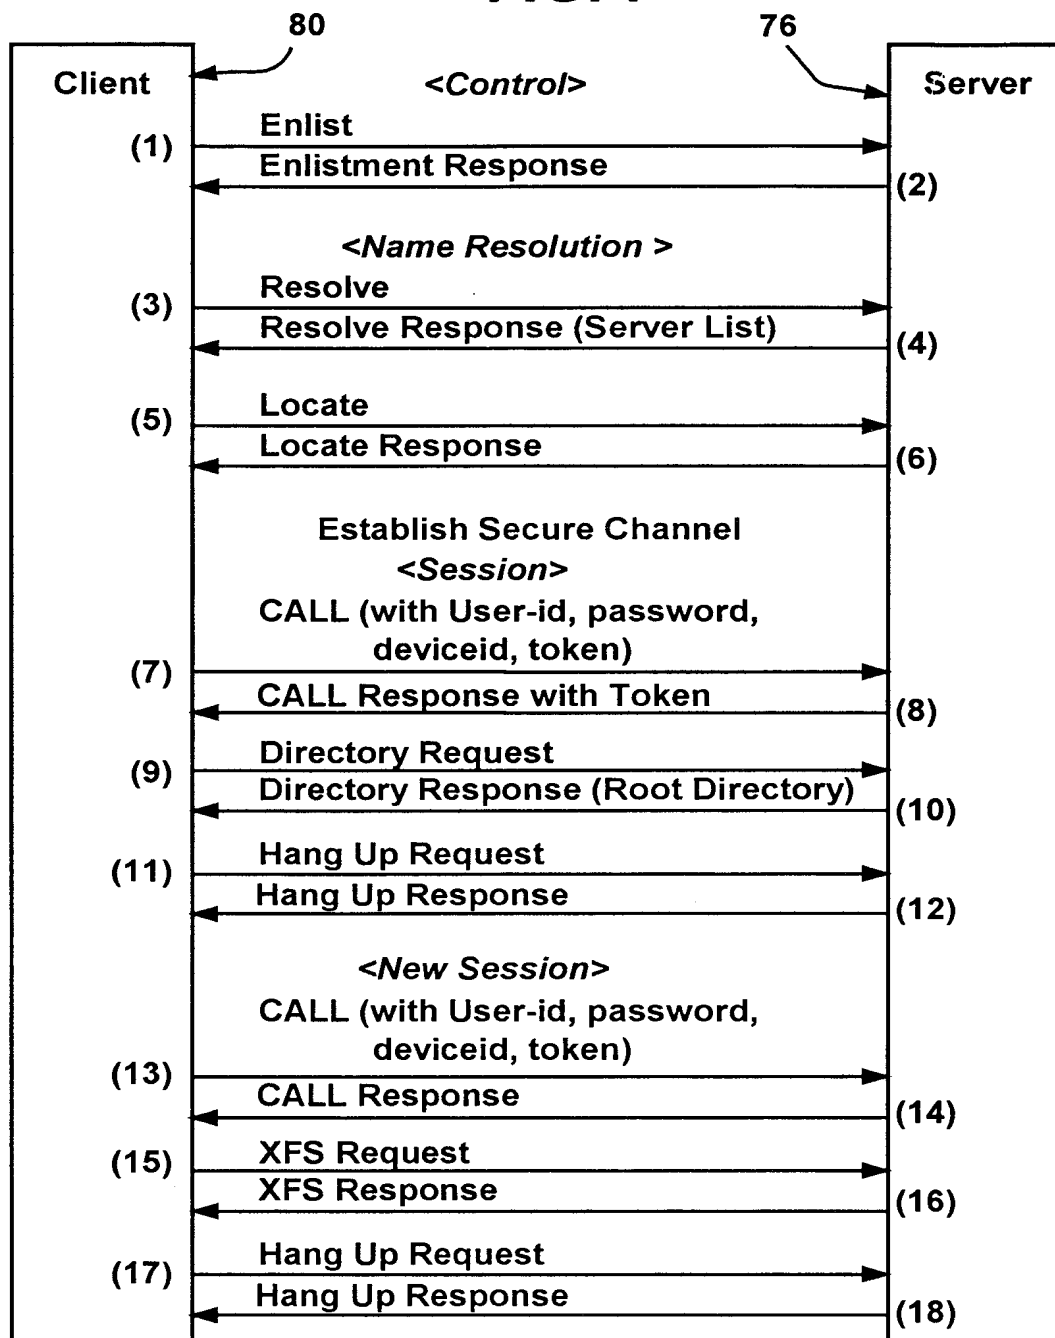 80
76
Client
<Control>
Server
Enlist
(1)
Enlistment Response
(2)
<Name Resolution >
Resolve
(3)
Resolve Response (Server List)
(4)
Locate
(5)
Locate Response
(6)
Establish Secure Channel
<Session>
CALL (with User-id, password,
deviceid, token)
(7)
CALL Response with Token
(8)
Directory Request
(9)
Directory Response (Root Directory)
(10)
Hang Up Request
(11)
Hang Up Response
(12)
<New Session>
CALL (with User-id, password,
deviceid, token)
(13)
CALL Response
(14)
XFS Request
(15)
XFS Response
(16)
Hang Up Request
(17)
Hang Up Response
(18)